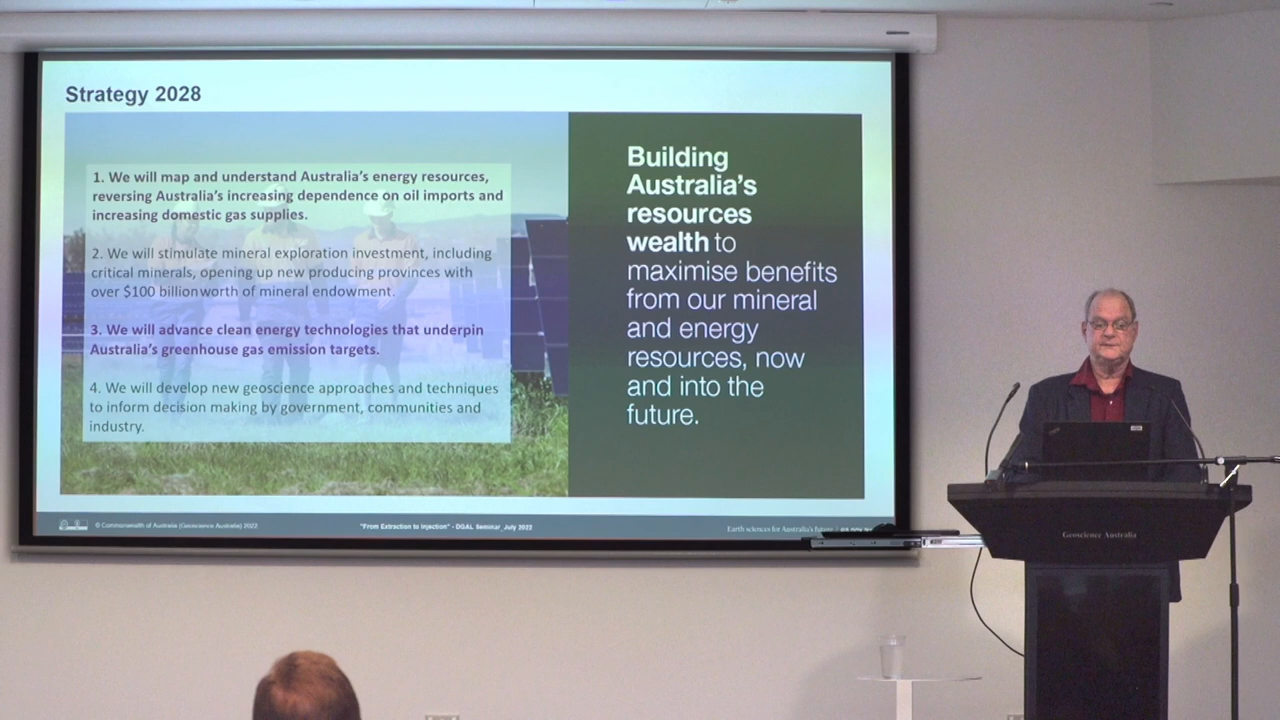 Strategy 2028
1. We will map and understand Australia's energy resources,
reversing Australia's increasing dependence on oil imports and
increasing domestic gas supplies.
2. We will stimulate mineral exploration investment, including
critical minerals, opening up new producing provinces with
over $100 billion worth of mineral endowment.
3. We will advance clean energy technologies that underpin
Australia's greenhouse gas emission targets.
4. We will develop new geoscience approaches and techniques
to inform decision making by government, communities and
industry.
Building
Australia's
resources
wealth to
maximise benefits
from our mineral
and energy
resources, now
and into the
future.
© Commonwealth of Australia (Geoscience Australia) 2022
"From Extraction to Injection" - DGAL Seminar, July 2022
Earth sciences for Australia's future
Geoscience Australia